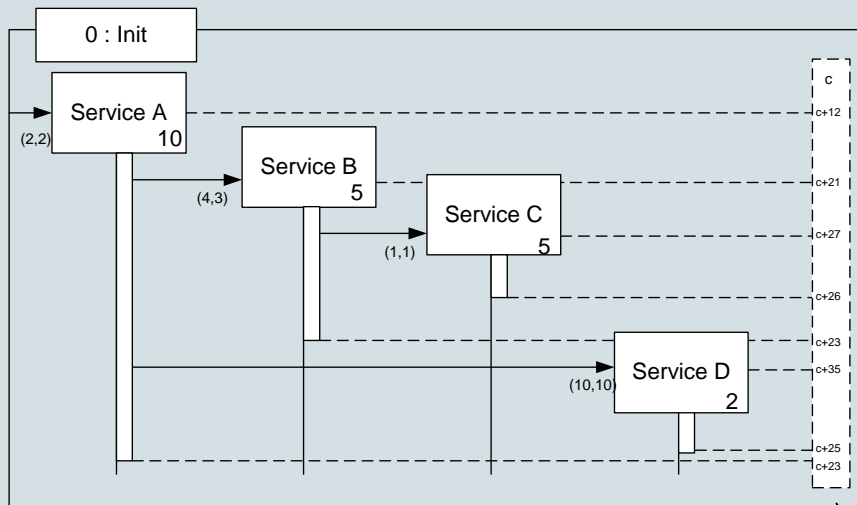 0 : Init
c
Service A
10
c+12
(2,2)
Service B
5
c+21
(4,3)
Service C
5
c+27
(1,1)
c+26
c+23
Service D
2
c+35
(10,10)
c+25
c+23